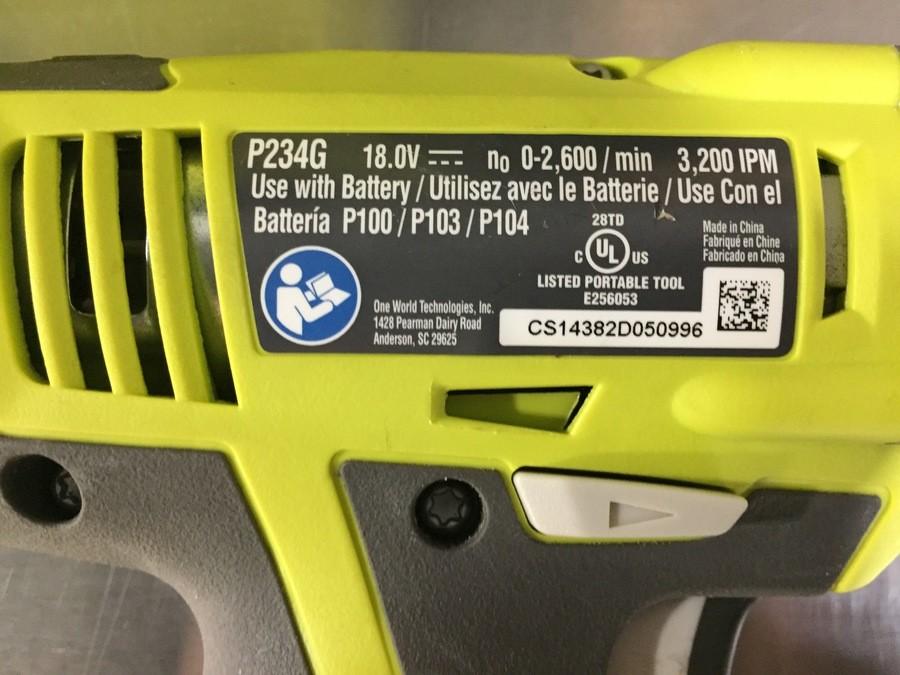 P234G 18.0V ⎓ n₀ 0-2,600 / min 3,200 IPM
Use with Battery / Utilisez avec le Batterie / Use Con el
Battería P100 / P103 / P104
28TD
C UL US
LISTED PORTABLE TOOL
E256053
Made in China
Fabriqué en Chine
Fabricado en China
One World Technologies, Inc.
1428 Pearman Dairy Road
Anderson, SC 29625
CS14382D050996